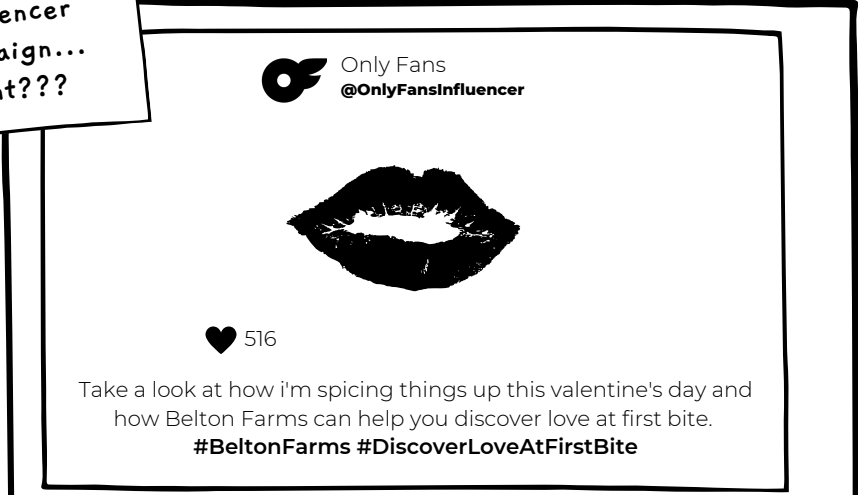 encer
aign...
t???
Only Fans
@OnlyFansInfluencer
516
Take a look at how i'm spicing things up this valentine's day and
how Belton Farms can help you discover love at first bite.
#BeltonFarms #DiscoverLoveAtFirstBite